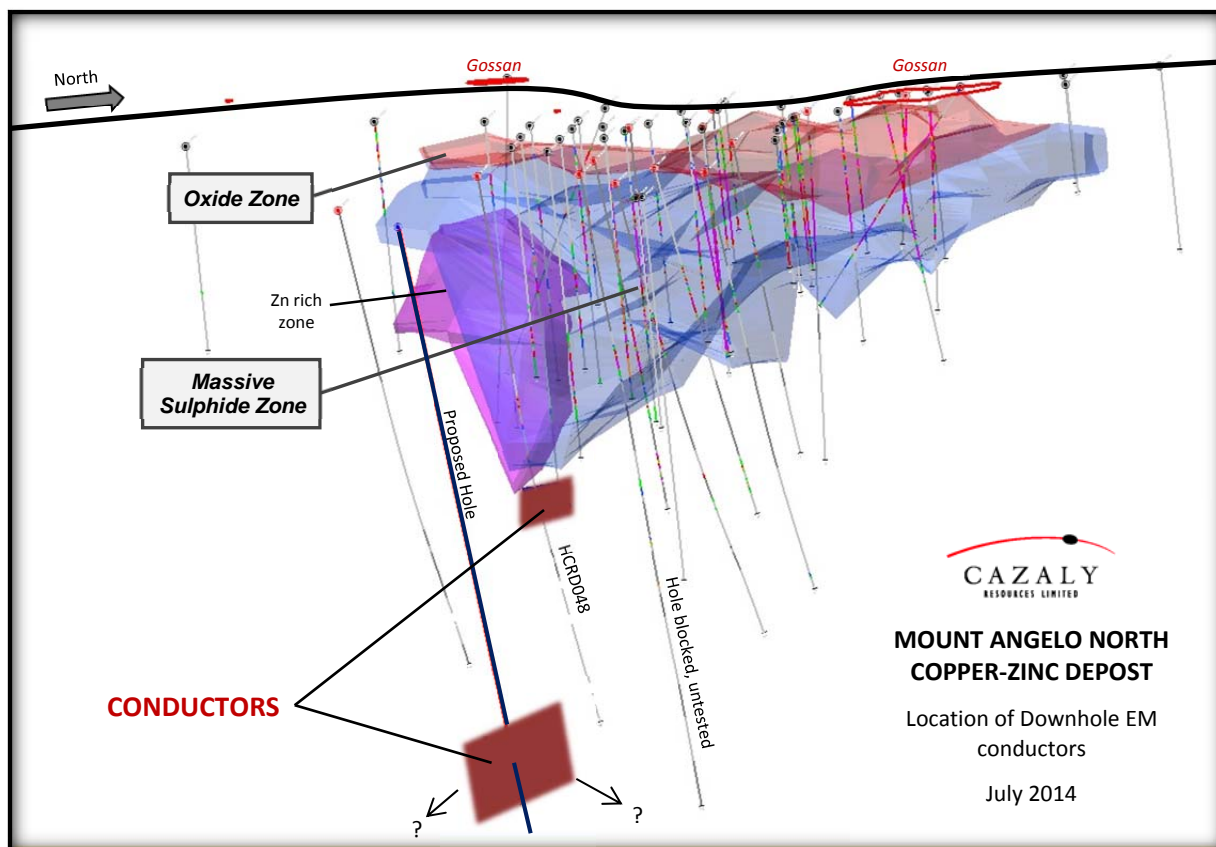 Gossan
Gossan
North
Oxide Zone
Zn rich
zone
Massive
Sulphide Zone
Proposed Hole
HCRD048
Hole blocked, untested
CONDUCTORS
?
?
CAZALY
RESOURCES LIMITED
MOUNT ANGELO NORTH
COPPER-ZINC DEPOST
Location of Downhole EM
conductors
July 2014